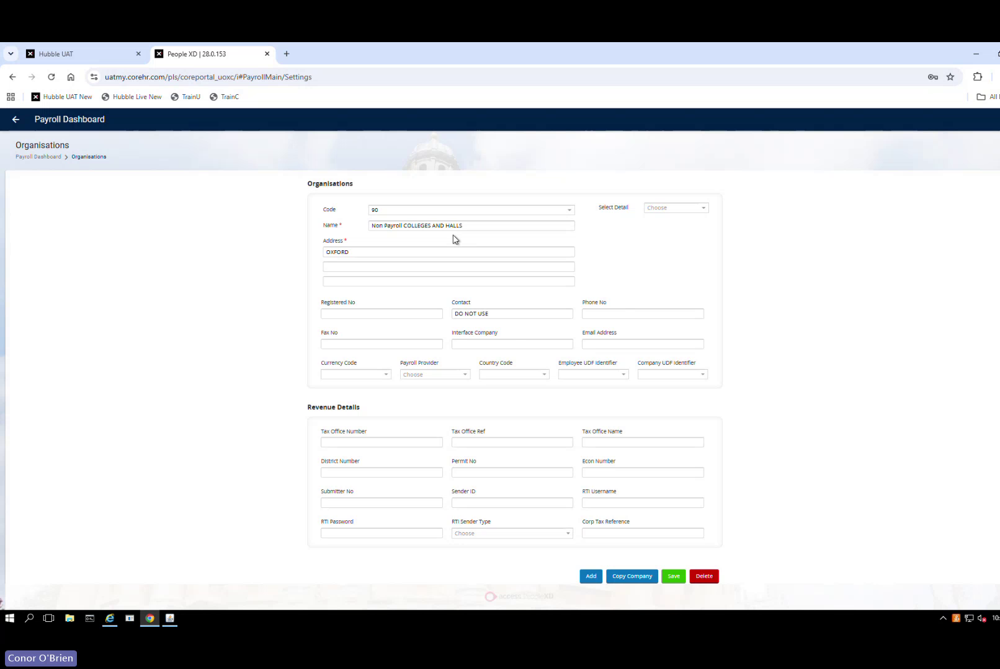 Hubble UAT
People XD | 28.0.153
uatmy.corehr.com/pls/coreportal_uoxc/i#PayrollMain/Settings
Hubble UAT New
Hubble Live New
TrainU
TrainC
All
Payroll Dashboard
Organisations
Payroll Dashboard > Organisations
Organisations
Code
90
Select Detail
Choose
Name *
Non Payroll COLLEGES AND HALLS
Address *
OXFORD
Registered No
Contact
Phone No
DO NOT USE
Fax No
Interface Company
Email Address
Currency Code
Payroll Provider
Country Code
Employee UDF Identifier
Company UDF Identifier
Choose
Revenue Details
Tax Office Number
Tax Office Ref
Tax Office Name
District Number
Permit No
Econ Number
Submitter No
Sender ID
RTI Username
RTI Password
RTI Sender Type
Corp Tax Reference
Choose
Add
Copy Company
Save
Delete
access PeopleXD
10:
Conor O'Brien